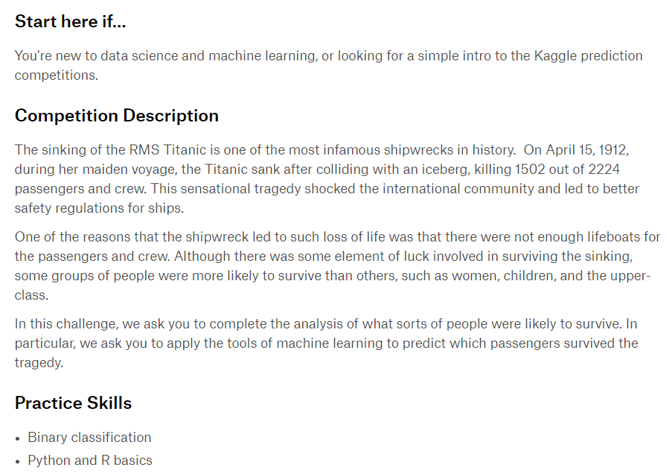 Start here if...
You're new to data science and machine learning, or looking for a simple intro to the Kaggle prediction
competitions.
Competition Description
The sinking of the RMS Titanic is one of the most infamous shipwrecks in history.  On April 15, 1912,
during her maiden voyage, the Titanic sank after colliding with an iceberg, killing 1502 out of 2224
passengers and crew. This sensational tragedy shocked the international community and led to better
safety regulations for ships.
One of the reasons that the shipwreck led to such loss of life was that there were not enough lifeboats for
the passengers and crew. Although there was some element of luck involved in surviving the sinking,
some groups of people were more likely to survive than others, such as women, children, and the upper-
class.
In this challenge, we ask you to complete the analysis of what sorts of people were likely to survive. In
particular, we ask you to apply the tools of machine learning to predict which passengers survived the
tragedy.
Practice Skills
• Binary classification
• Python and R basics